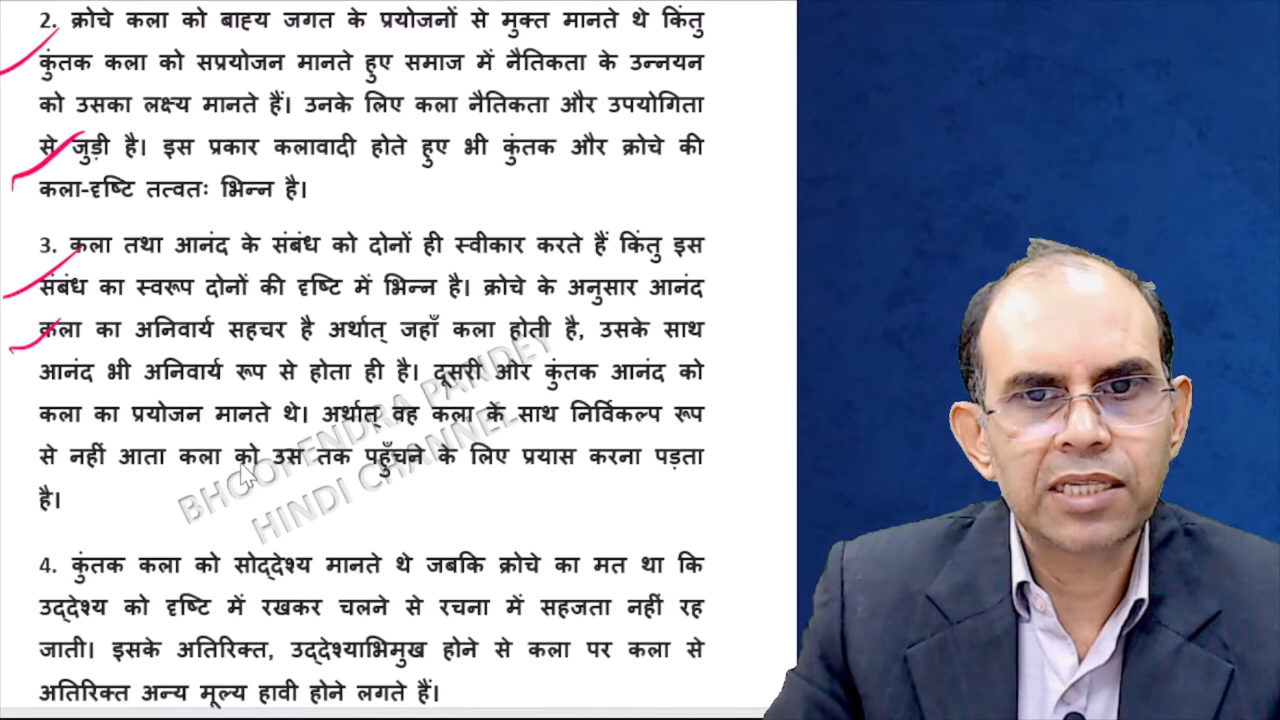 2. क्रोचे कला को बाह्य जगत के प्रयोजनों से मुक्त मानते थे किंतु
कुंतक कला को सप्रयोजन मानते हुए समाज में नैतिकता के उन्नयन
को उसका लक्ष्य मानते हैं। उनके लिए कला नैतिकता और उपयोगिता
से जुड़ी है। इस प्रकार कलावादी होते हुए भी कुंतक और क्रोचे की
कला-दृष्टि तत्वतः भिन्न है।
3. कला तथा आनंद के संबंध को दोनों ही स्वीकार करते हैं किंतु इस
संबंध का स्वरूप दोनों की दृष्टि में भिन्न है। क्रोचे के अनुसार आनंद
कला का अनिवार्य सहचर है अर्थात् जहाँ कला होती है, उसके साथ
आनंद भी अनिवार्य रूप से होता ही है। दूसरी ओर कुंतक आनंद को
कला का प्रयोजन मानते थे। अर्थात् वह कला के साथ निर्विकल्प रूप
से नहीं आता कला को उस तक पहुँचने के लिए प्रयास करना पड़ता
है।
BHOOPENDRA PANDEY
HINDI CHANNEL
4. कुंतक कला को सोद्देश्य मानते थे जबकि क्रोचे का मत था कि
उद्देश्य को दृष्टि में रखकर चलने से रचना में सहजता नहीं रह
जाती। इसके अतिरिक्त, उद्देश्याभिमुख होने से कला पर कला से
अतिरिक्त अन्य मूल्य हावी होने लगते हैं।